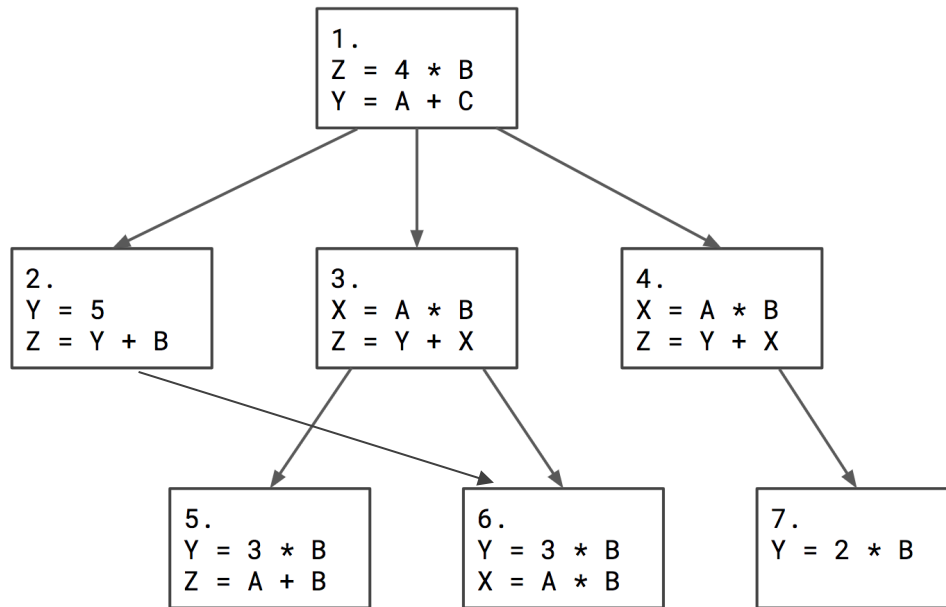 1.
Z = 4 * B
Y = A + C
2.
Y = 5
Z = Y + B
3.
X = A * B
Z = Y + X
4.
X = A * B
Z = Y + X
5.
Y = 3 * B
Z = A + B
6.
Y = 3 * B
X = A * B
7.
Y = 2 * B